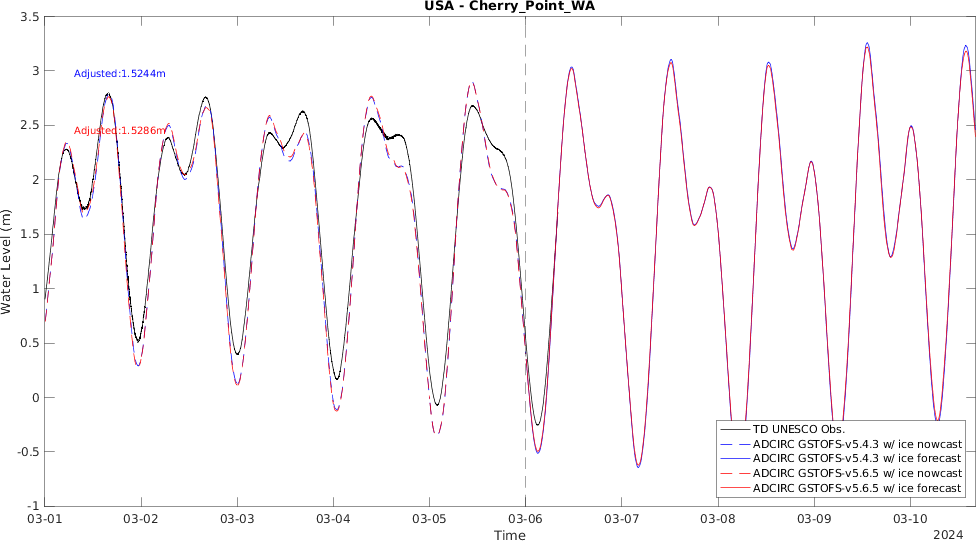 USA - Cherry_Point_WA
3.5
3
2.5
2
1.5
1
0.5
0
-0.5
-1
Water Level (m)
Adjusted:1.5244m
Adjusted:1.5286m
TD UNESCO Obs.
ADCIRC GSTOFS-v5.4.3 w/ ice nowcast
ADCIRC GSTOFS-v5.4.3 w/ ice forecast
ADCIRC GSTOFS-v5.6.5 w/ ice nowcast
ADCIRC GSTOFS-v5.6.5 w/ ice forecast
03-01 03-02 03-03 03-04 03-05 03-06 03-07 03-08 03-09 03-10
Time
2024